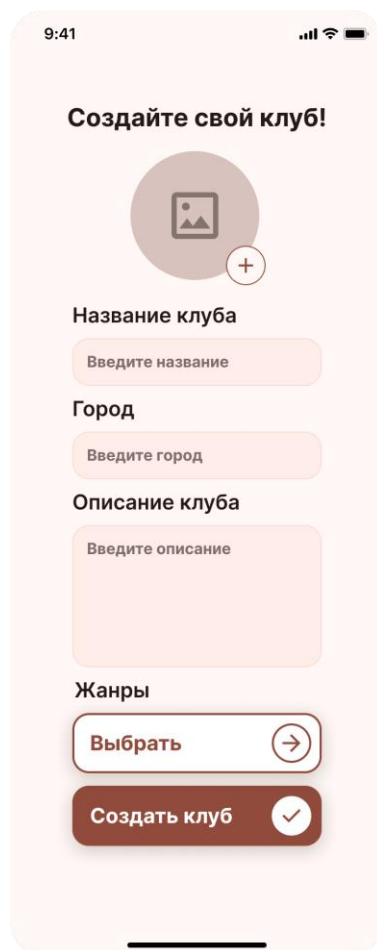 9:41
Создайте свой клуб!
Название клуба
Введите название
Город
Введите город
Описание клуба
Введите описание
Жанры
Выбрать
Создать клуб